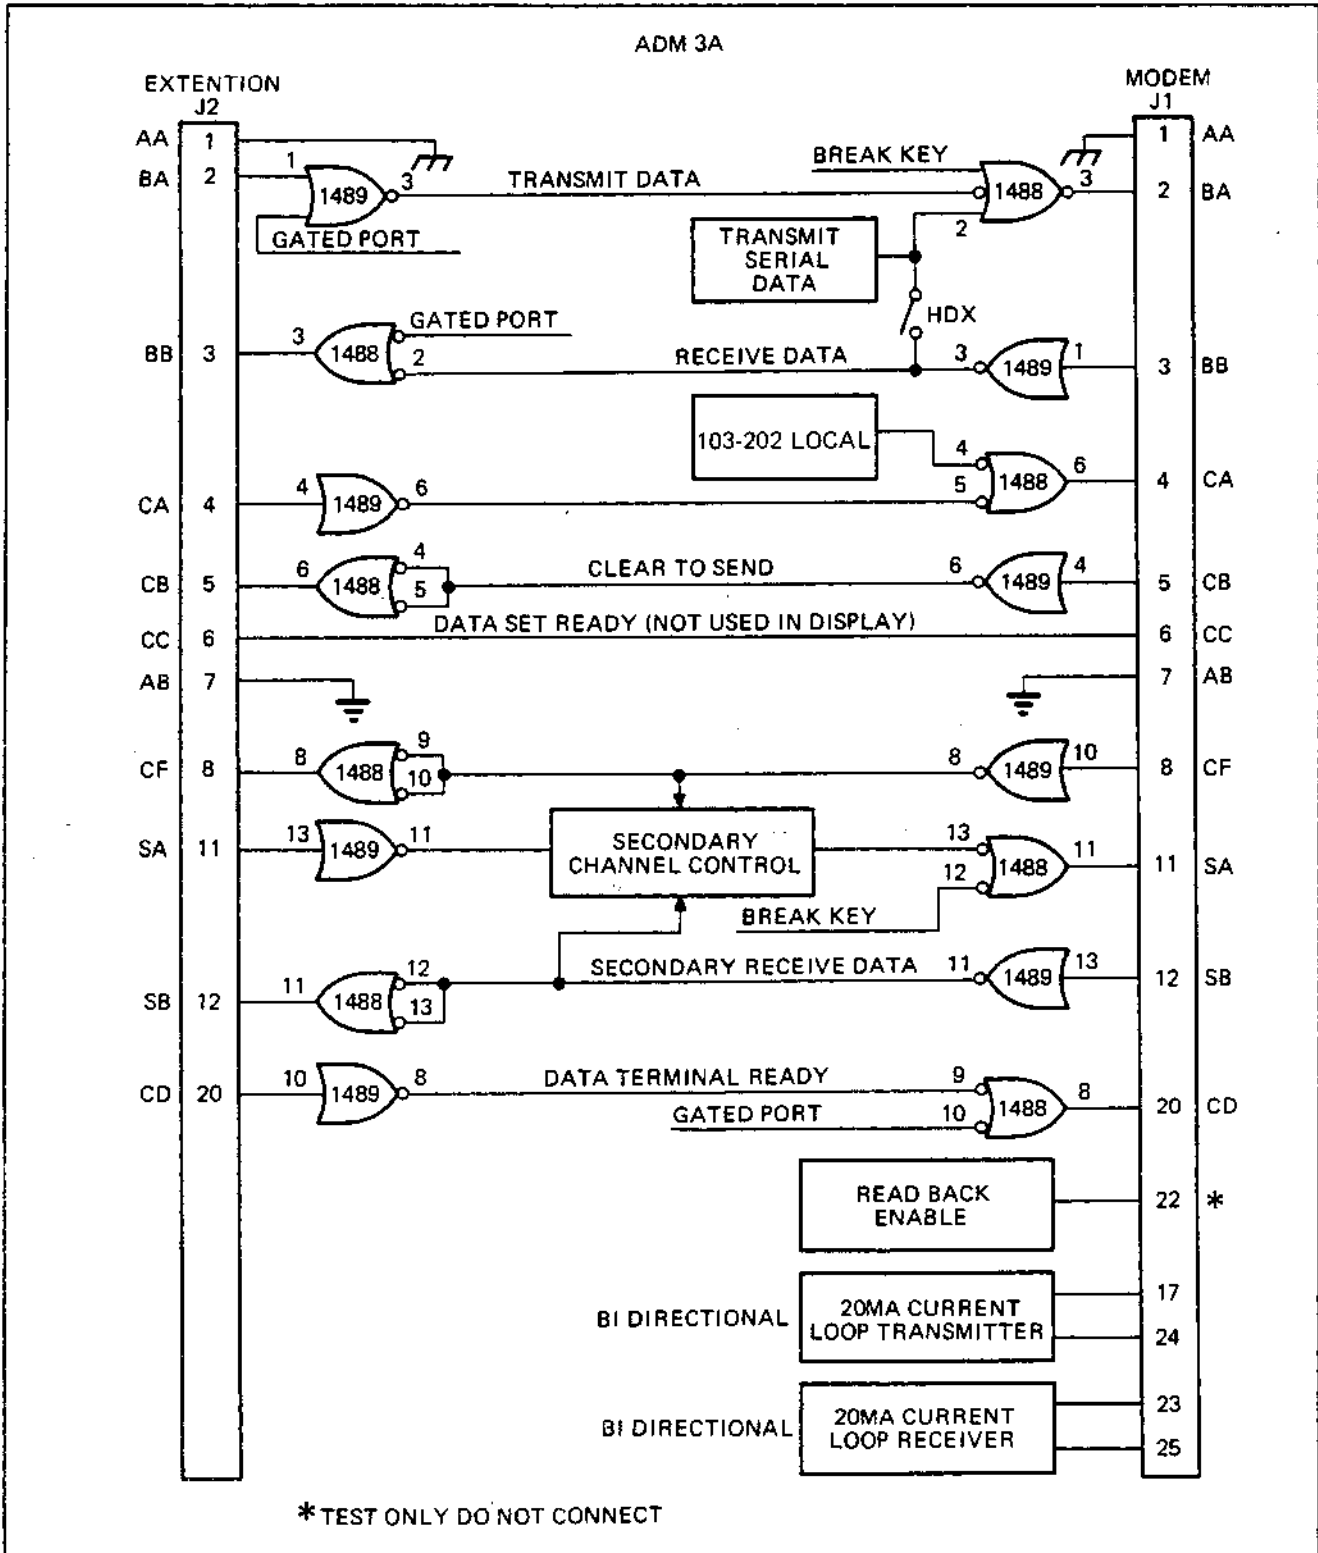 ADM 3A
EXTENTION
J2
MODEM
J1
AA 1
1 AA
BA 2
1
1489
3
TRANSMIT DATA
BREAK KEY
1488
3
2 BA
2
GATED PORT
TRANSMIT
SERIAL
DATA
HDX
GATED PORT
BB 3
3
1488
2
RECEIVE DATA
3
1489
1
3 BB
103-202 LOCAL
4
5
1488
6
4 CA
CA 4
4
1489
6
CB 5
6
1488
4
5
CLEAR TO SEND
6
1489
4
5 CB
DATA SET READY (NOT USED IN DISPLAY)
CC 6
6 CC
AB 7
7 AB
CF 8
8
1488
9
10
8
1489
10
8 CF
SA 11
13
1489
11
SECONDARY
CHANNEL CONTROL
13
12
1488
11
11 SA
BREAK KEY
SB 12
11
1488
12
13
SECONDARY RECEIVE DATA
11
1489
13
12 SB
CD 20
10
1489
8
DATA TERMINAL READY
9
GATED PORT
10
1488
8
20 CD
READ BACK
ENABLE
22 *
BI DIRECTIONAL
20MA CURRENT
LOOP TRANSMITTER
17
24
BI DIRECTIONAL
20MA CURRENT
LOOP RECEIVER
23
25
* TEST ONLY DO NOT CONNECT